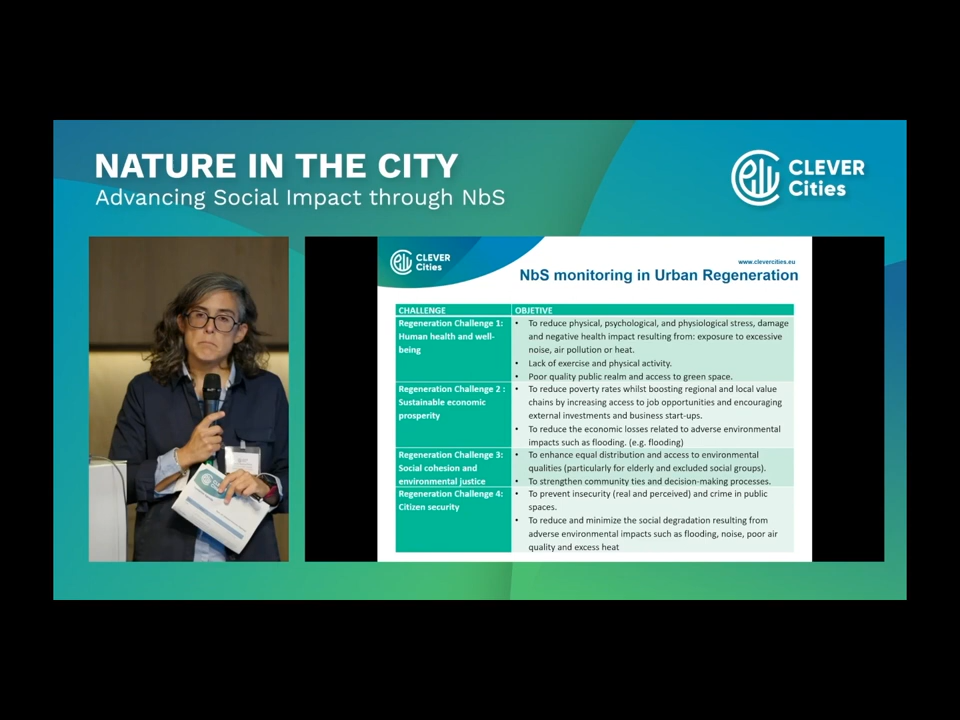 NATURE IN THE CITY
Advancing Social Impact through NbS
CLEVER
Cities
CLEVER
Cities
www.clevercities.eu
NbS monitoring in Urban Regeneration
CHALLENGE
OBJETIVE
Regeneration Challenge 1:
Human health and well-
being
• To reduce physical, psychological, and physiological stress, damage
and negative health impact resulting from: exposure to excessive
noise, air pollution or heat.
• Lack of exercise and physical activity.
• Poor quality public realm and access to green space.
Regeneration Challenge 2 :
Sustainable economic
prosperity
• To reduce poverty rates whilst boosting regional and local value
chains by increasing access to job opportunities and encouraging
external investments and business start-ups.
• To reduce the economic losses related to adverse environmental
impacts such as flooding. (e.g. flooding)
Regeneration Challenge 3:
Social cohesion and
environmental justice
• To enhance equal distribution and access to environmental
qualities (particularly for elderly and excluded social groups).
• To strengthen community ties and decision-making processes.
Regeneration Challenge 4:
Citizen security
• To prevent insecurity (real and perceived) and crime in public
spaces.
• To reduce and minimize the social degradation resulting from
adverse environmental impacts such as flooding, noise, poor air
quality and excess heat